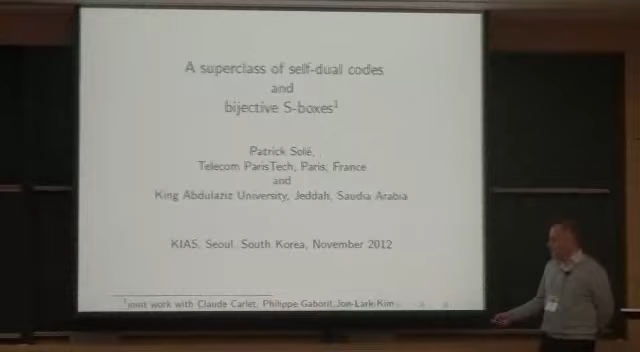 A superclass of self-dual codes
and
bijective S-boxes¹
Patrick Solé,
Telecom ParisTech, Paris, France
and
King Abdulaziz University, Jeddah, Saudia Arabia
KIAS, Seoul, South Korea, November 2012
¹joint work with Claude Carlet, Philippe Gaborit, Jon-Lark Kim